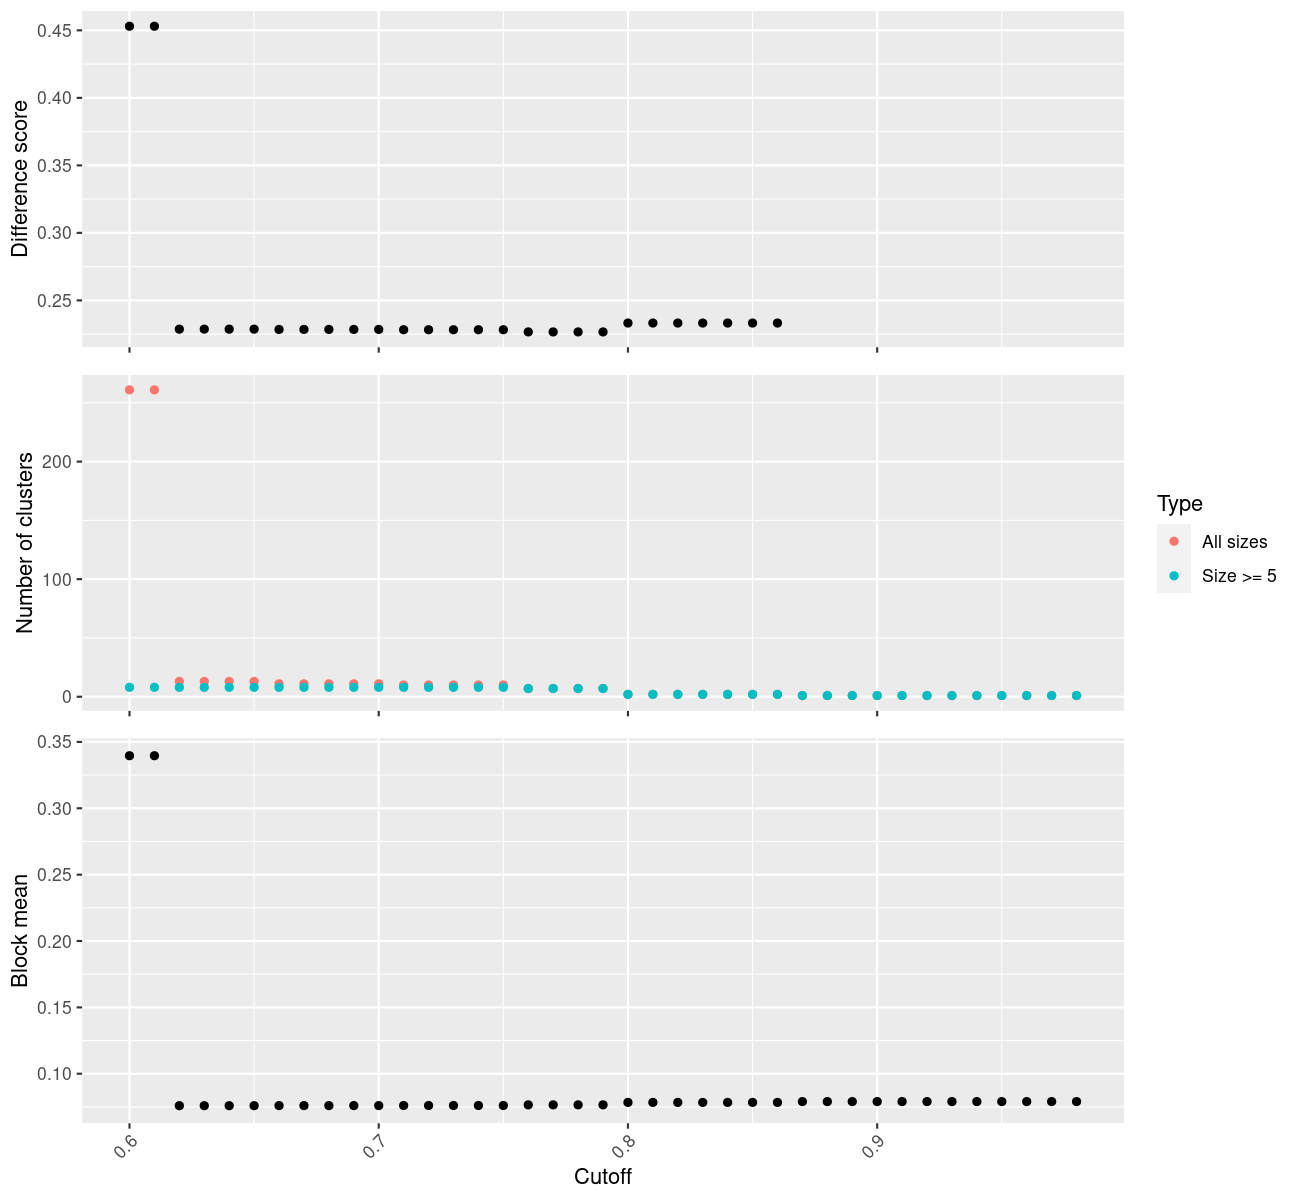 Difference score
0.45
0.40
0.35
0.30
0.25
Number of clusters
200
100
0
Type
All sizes
Size >= 5
Block mean
0.35
0.30
0.25
0.20
0.15
0.10
0.6 0.7 0.8 0.9
Cutoff